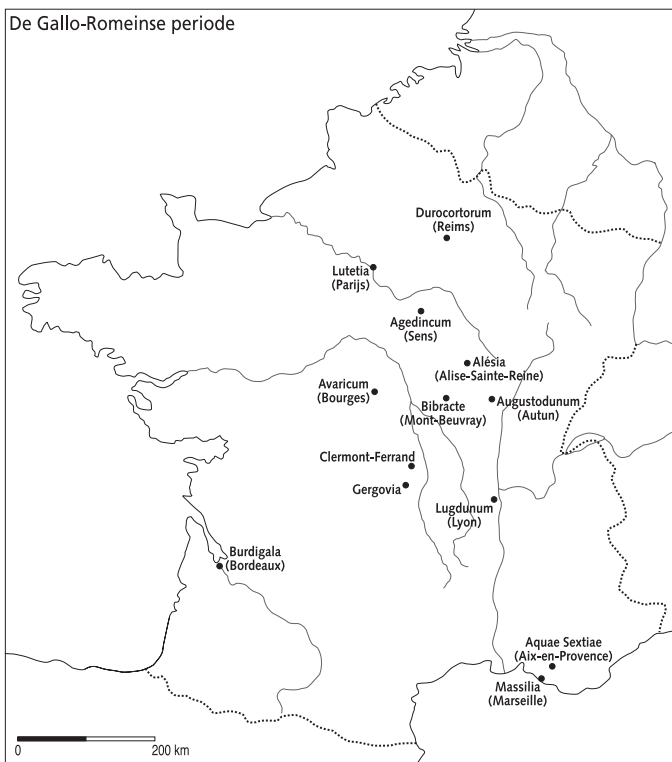 De Gallo-Romeinse periode
Durocortorum
(Reims)
Lutetia
(Parijs)
Agedincum
(Sens)
Alésia
(Alise-Sainte-Reine)
Avaricum
(Bourges)
Bibracte
(Mont-Beuvray)
Augustodunum
(Autun)
Clermont-Ferrand
Gergovia
Lugdunum
(Lyon)
Burdigala
(Bordeaux)
Aquae Sextiae
(Aix-en-Provence)
Massilia
(Marseille)
0 200 km